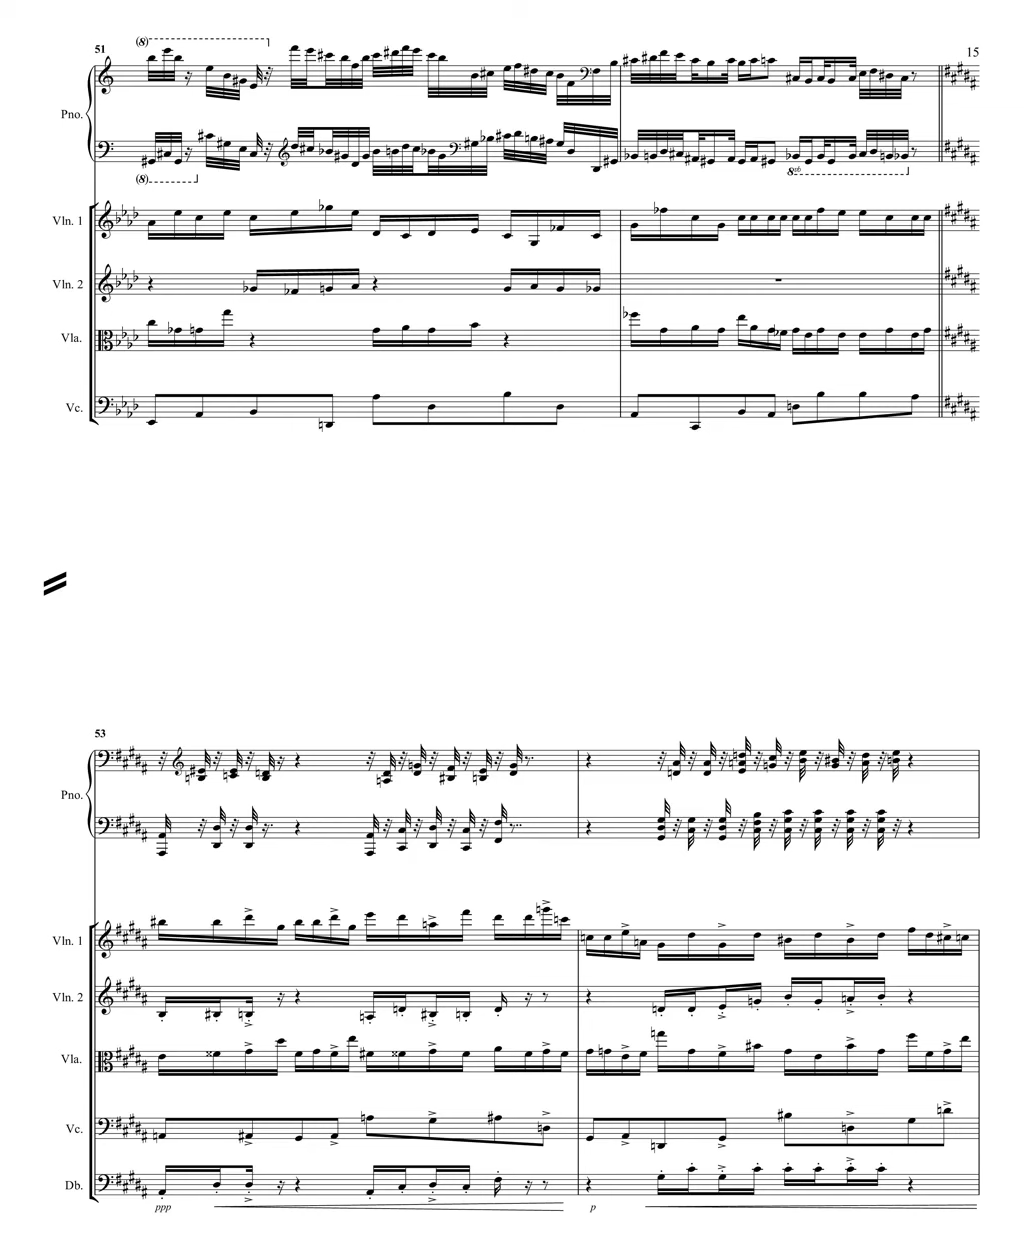 51
15
(8)
Pno.
(8)
8vb
Vln. 1
Vln. 2
Vla.
Vc.
53
Pno.
Vln. 1
Vln. 2
Vla.
Vc.
Db.
ppp
p